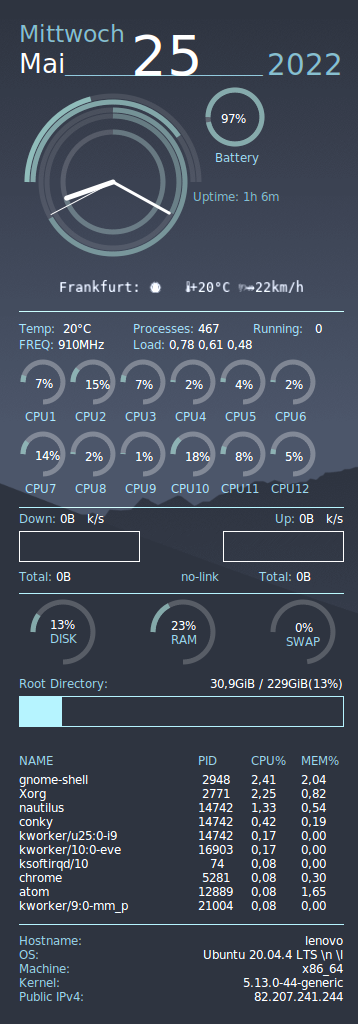 Mittwoch
Mai 25 2022
97%
Battery
Uptime: 1h 6m
Frankfurt: +20°C 22km/h
Temp: 20°C Processes: 467 Running: 0
FREQ: 910MHz Load: 0,78 0,61 0,48
7% 15% 7% 2% 4% 2%
CPU1 CPU2 CPU3 CPU4 CPU5 CPU6
14% 2% 1% 18% 8% 5%
CPU7 CPU8 CPU9 CPU10 CPU11 CPU12
Down: 0B k/s Up: 0B k/s
Total: 0B no-link Total: 0B
13% 23% 0%
DISK RAM SWAP
Root Directory: 30,9GiB / 229GiB(13%)
NAME PID CPU% MEM%
gnome-shell 2948 2,41 2,04
Xorg 2771 2,25 0,82
nautilus 14742 1,33 0,54
conky 14742 0,42 0,19
kworker/u25:0-i9 14742 0,17 0,00
kworker/10:0-eve 16903 0,17 0,00
ksoftirqd/10 74 0,08 0,00
chrome 5281 0,08 0,30
atom 12889 0,08 1,65
kworker/9:0-mm_p 21004 0,08 0,00
Hostname: lenovo
OS: Ubuntu 20.04.4 LTS \n \l
Machine: x86_64
Kernel: 5.13.0-44-generic
Public IPv4: 82.207.241.244